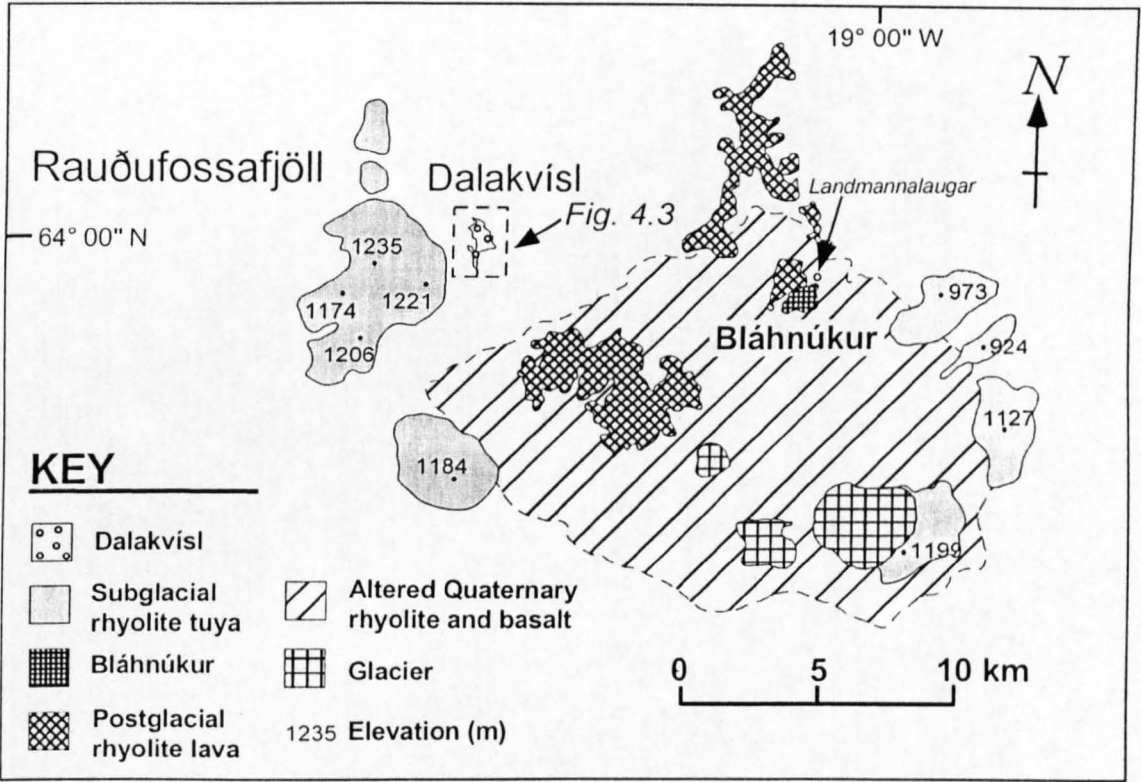 19° 00" W
N
Rauðufossafjöll
Dalakvísl
Landmannalaugar
Fig. 4.3
64° 00" N
1235
1221
1174
1206
973
Bláhnúkur
924
1127
1184
1199
KEY
Dalakvísl
Subglacial
rhyolite tuya
Bláhnúkur
Postglacial
rhyolite lava
Altered Quaternary
rhyolite and basalt
Glacier
1235 Elevation (m)
0 5 10 km